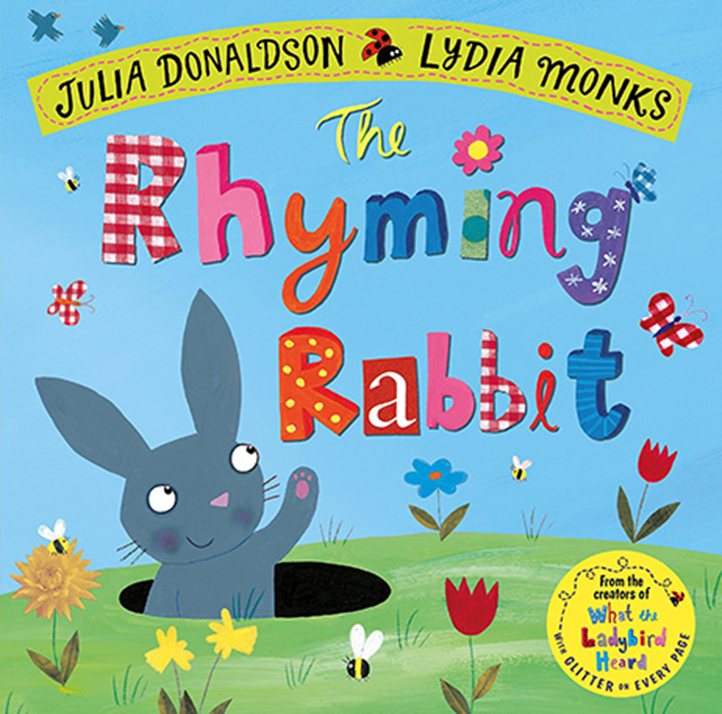 JULIA DONALDSON LYDIA MONKS
The
Rhyming
Rabbit
From the
creators of
What the
Ladybird
Heard
WITH GLITTER ON EVERY PAGE